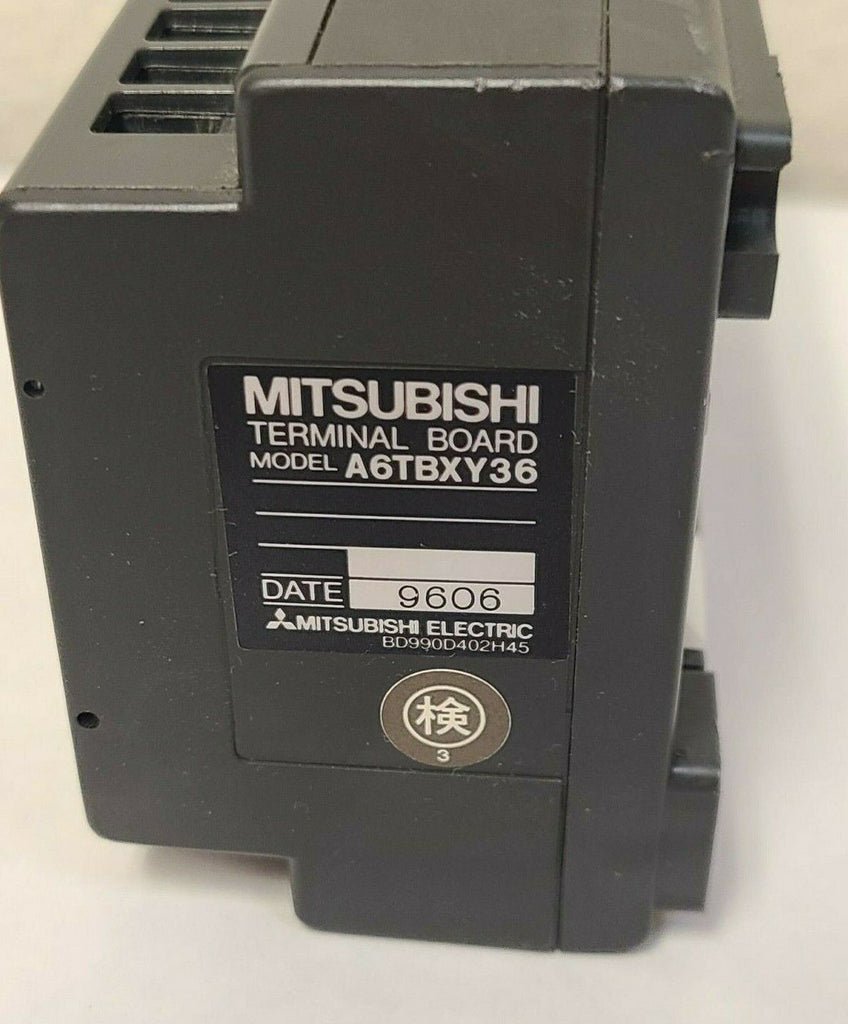 MITSUBISHI
TERMINAL BOARD
MODEL A6TBXY36
DATE 9606
MITSUBISHI ELECTRIC
BD990D402H45
検
3